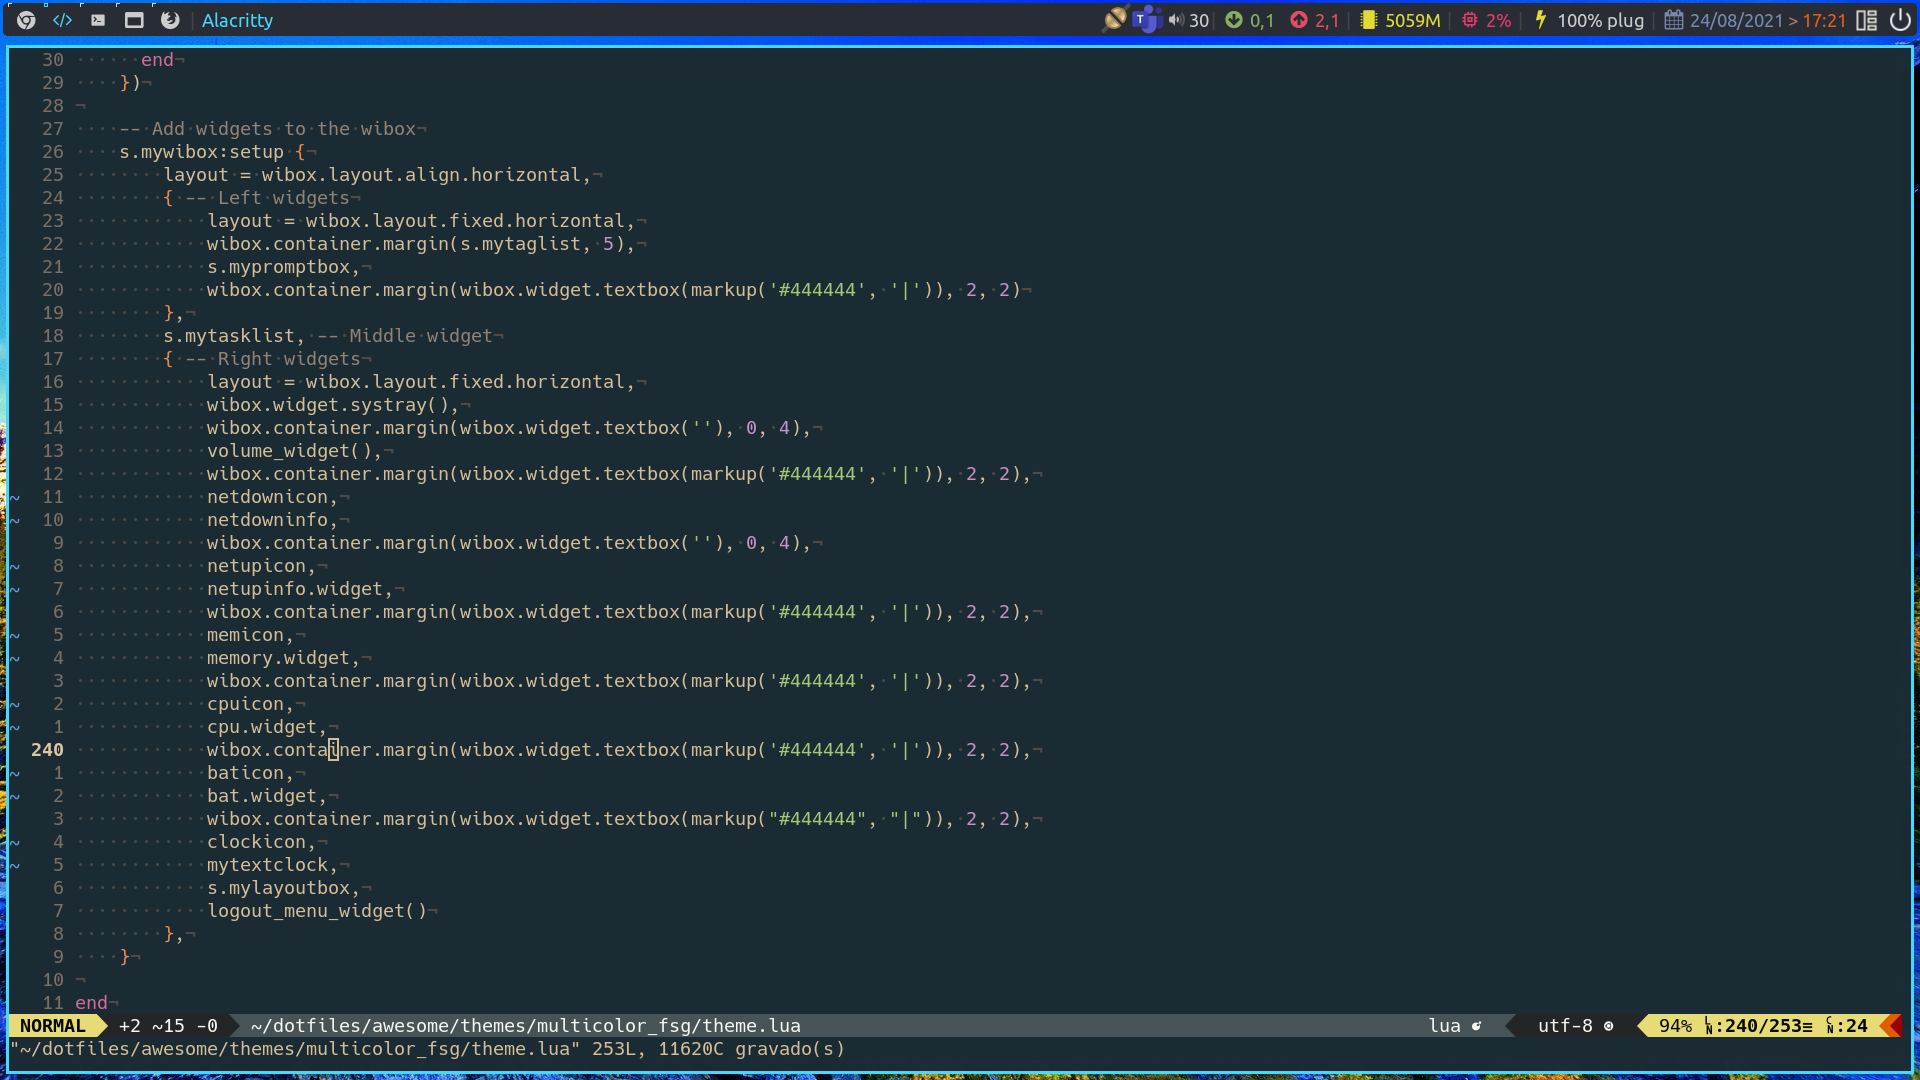 Alacritty 30 0,1 2,1 5059M 2% 100% plug 24/08/2021 > 17:21
30 ······end¬
29 ····})¬
28 ¬
27 ····--·Add·widgets·to·the·wibox¬
26 ····s.mywibox:setup·{¬
25 ········layout·=·wibox.layout.align.horizontal,¬
24 ········{·--·Left·widgets¬
23 ············layout·=·wibox.layout.fixed.horizontal,¬
22 ············wibox.container.margin(s.mytaglist,·5),¬
21 ············s.mypromptbox,¬
20 ············wibox.container.margin(wibox.widget.textbox(markup('#444444',·'|')),·2,·2)¬
19 ········},¬
18 ········s.mytasklist,·--·Middle·widget¬
17 ········{·--·Right·widgets¬
16 ············layout·=·wibox.layout.fixed.horizontal,¬
15 ············wibox.widget.systray(),¬
14 ············wibox.container.margin(wibox.widget.textbox(''),·0,·4),¬
13 ············volume_widget(),¬
12 ············wibox.container.margin(wibox.widget.textbox(markup('#444444',·'|')),·2,·2),¬
~ 11 ············netdownicon,¬
~ 10 ············netdowninfo,¬
9 ············wibox.container.margin(wibox.widget.textbox(''),·0,·4),¬
~ 8 ············netupicon,¬
~ 7 ············netupinfo.widget,¬
6 ············wibox.container.margin(wibox.widget.textbox(markup('#444444',·'|')),·2,·2),¬
~ 5 ············memicon,¬
~ 4 ············memory.widget,¬
3 ············wibox.container.margin(wibox.widget.textbox(markup('#444444',·'|')),·2,·2),¬
~ 2 ············cpuicon,¬
~ 1 ············cpu.widget,¬
240 ············wibox.container.margin(wibox.widget.textbox(markup('#444444',·'|')),·2,·2),¬
~ 1 ············baticon,¬
~ 2 ············bat.widget,¬
3 ············wibox.container.margin(wibox.widget.textbox(markup("#444444",·"|")),·2,·2),¬
~ 4 ············clockicon,¬
~ 5 ············mytextclock,¬
6 ············s.mylayoutbox,¬
7 ············logout_menu_widget()¬
8 ········},¬
9 ····}¬
10 ¬
11 end¬
NORMAL +2 ~15 -0 ~/dotfiles/awesome/themes/multicolor_fsg/theme.lua lua utf-8 94% LN:240/253≡ CN:24
"~/dotfiles/awesome/themes/multicolor_fsg/theme.lua" 253L, 11620C gravado(s)